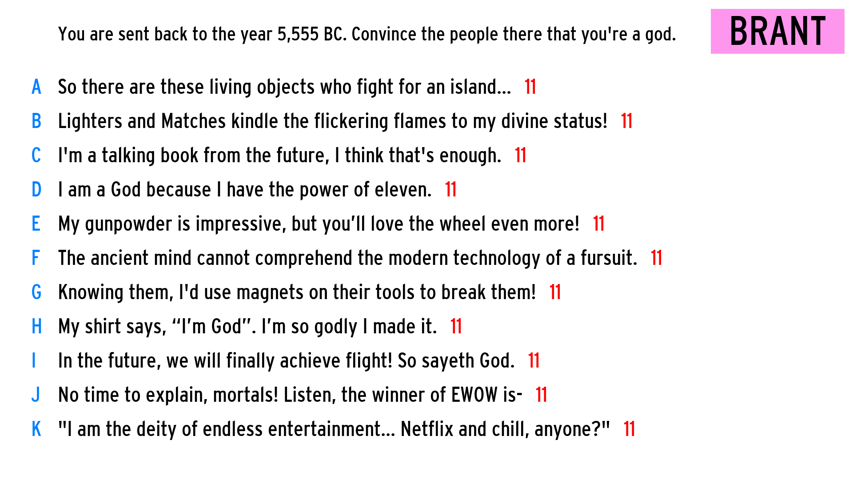 You are sent back to the year 5,555 BC. Convince the people there that you're a god. BRANT
A So there are these living objects who fight for an island... 11
B Lighters and Matches kindle the flickering flames to my divine status! 11
C I'm a talking book from the future, I think that's enough. 11
D I am a God because I have the power of eleven. 11
E My gunpowder is impressive, but you’ll love the wheel even more! 11
F The ancient mind cannot comprehend the modern technology of a fursuit. 11
G Knowing them, I'd use magnets on their tools to break them! 11
H My shirt says, “I’m God”. I’m so godly I made it. 11
I In the future, we will finally achieve flight! So sayeth God. 11
J No time to explain, mortals! Listen, the winner of EWOW is- 11
K "I am the deity of endless entertainment... Netflix and chill, anyone?" 11